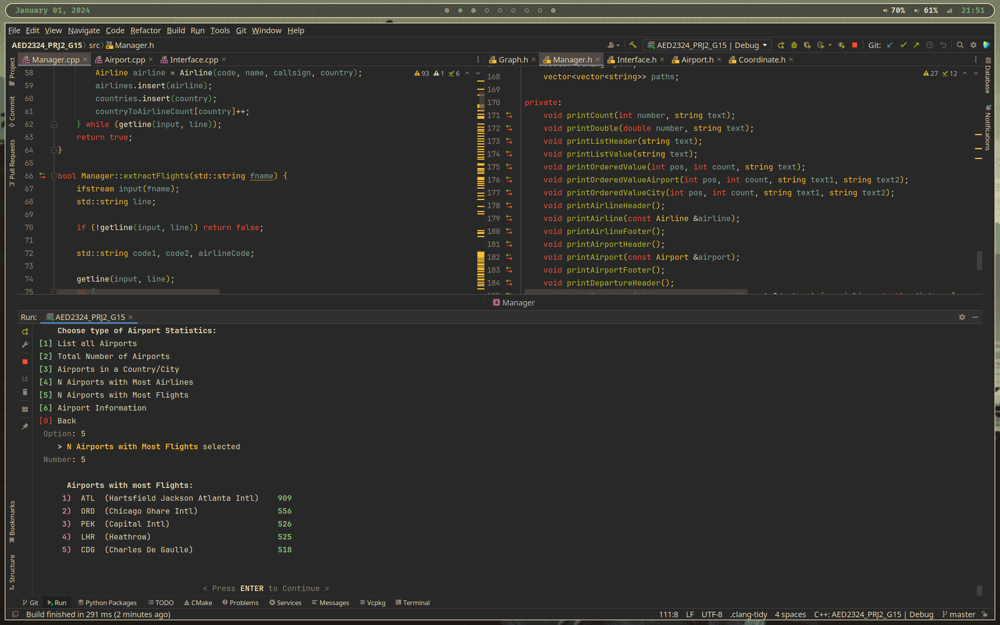 January 01, 2024
70% 61% 21:51
File Edit View Navigate Code Refactor Build Run Tools Git Window Help
AED2324_PRJ2_G15 〉 src 〉 Manager.h
AED2324_PRJ2_G15 | Debug
Git:
Project
Commit
Pull Requests
Manager.cpp × Airport.cpp × Interface.cpp ×
93 1 6
58 Airline airline = Airline(code, name, callsign, country);
59 airlines.insert(airline);
60 countries.insert(country);
61 countryToAirlineCount[country]++;
62 } while (getline(input, line));
63 return true;
64 }
65
66 bool Manager::extractFlights(std::string fname) {
67 ifstream input(fname);
68 std::string line;
69
70 if (!getline(input, line)) return false;
71
72 std::string code1, code2, airlineCode;
73
74 getline(input, line);
75 do {
Graph.h × Manager.h × Interface.h × Airport.h × Coordinate.h ×
27 12
168 vector<vector<string>> paths;
169
170 private:
171 void printCount(int number, string text);
172 void printDouble(double number, string text);
173 void printListHeader(string text);
174 void printListValue(string text);
175 void printOrderedValue(int pos, int count, string text);
176 void printOrderedValueAirport(int pos, int count, string text1, string text2);
177 void printOrderedValueCity(int pos, int count, string text1, string text2);
178 void printAirlineHeader();
179 void printAirline(const Airline &airline);
180 void printAirlineFooter();
181 void printAirportHeader();
182 void printAirport(const Airport &airport);
183 void printAirportFooter();
184 void printDepartureHeader();
Manager
Database
Notifications
Run: AED2324_PRJ2_G15 ×
Choose type of Airport Statistics:
[1] List all Airports
[2] Total Number of Airports
[3] Airports in a Country/City
[4] N Airports with Most Airlines
[5] N Airports with Most Flights
[6] Airport Information
[0] Back
Option: 5
> N Airports with Most Flights selected
Number: 5
Airports with most Flights:
1) ATL (Hartsfield Jackson Atlanta Intl) 909
2) ORD (Chicago Ohare Intl) 556
3) PEK (Capital Intl) 526
4) LHR (Heathrow) 525
5) CDG (Charles De Gaulle) 518
< Press ENTER to Continue >
Bookmarks
Structure
Git Run Python Packages TODO CMake Problems Services Messages Vcpkg Terminal
Build finished in 291 ms (2 minutes ago)
111:8 LF UTF-8 .clang-tidy 4 spaces C++: AED2324_PRJ2_G15 | Debug master